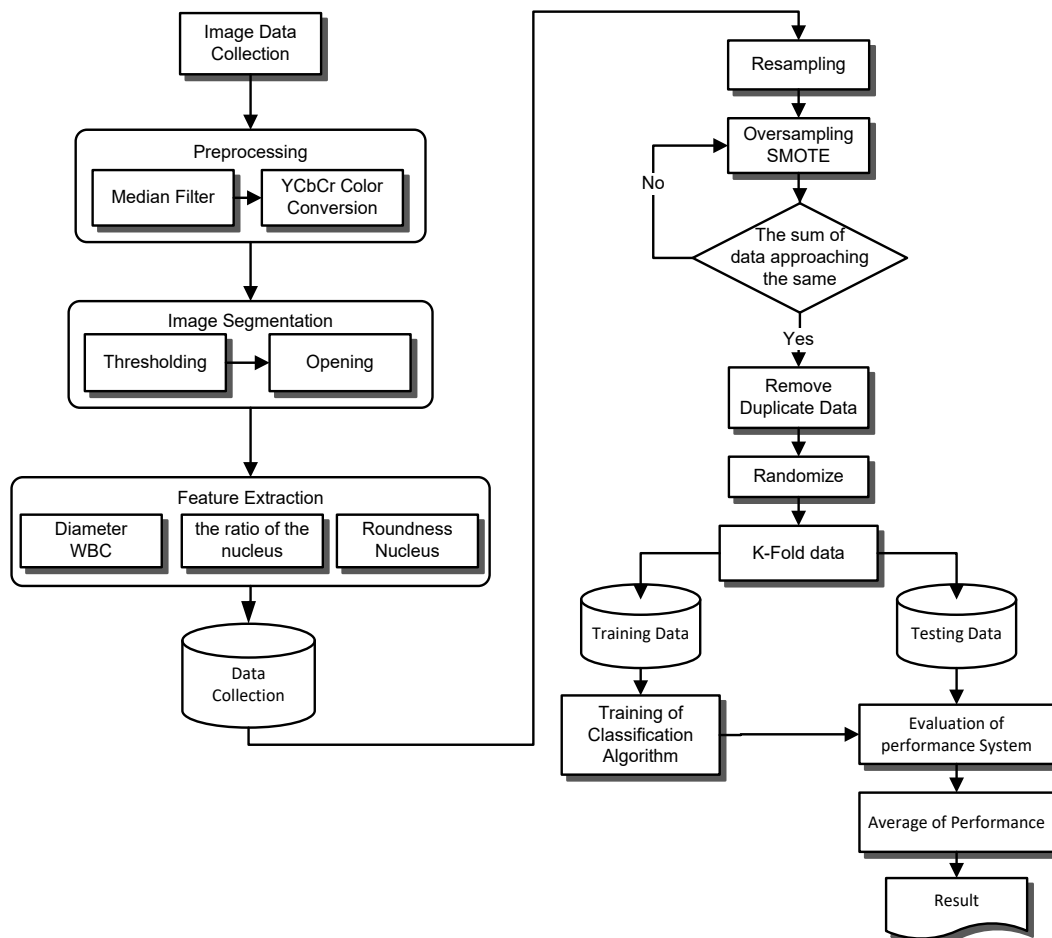 Image Data
Collection
Preprocessing
Median Filter
YCbCr Color
Conversion
Image Segmentation
Thresholding
Opening
Feature Extraction
Diameter
WBC
the ratio of the
nucleus
Roundness
Nucleus
Data
Collection
Resampling
Oversampling
SMOTE
No
The sum of
data approaching
the same
Yes
Remove
Duplicate Data
Randomize
K-Fold data
Training Data
Testing Data
Training of
Classification
Algorithm
Evaluation of
performance System
Average of Performance
Result